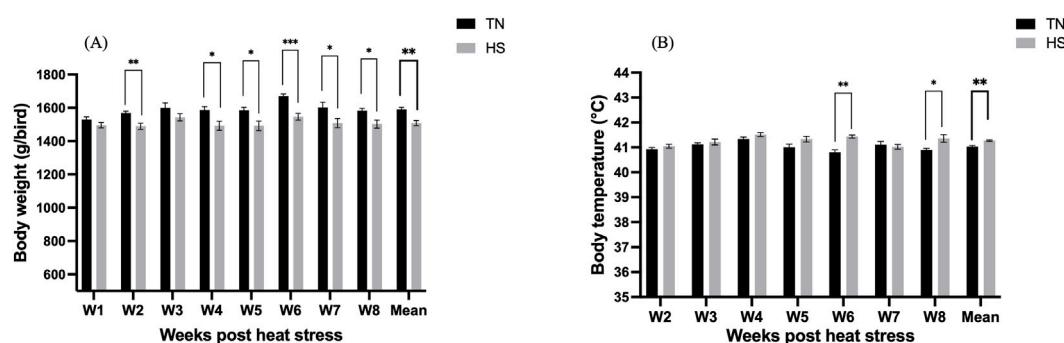 (A)
TN
HS
**
*
*
***
*
*
**
Body weight (g/bird)
1800
1600
1400
1200
1000
800
600
W1 W2 W3 W4 W5 W6 W7 W8 Mean
Weeks post heat stress
(B)
TN
HS
**
*
**
Body temperature (°C)
44
43
42
41
40
39
38
37
36
35
W2 W3 W4 W5 W6 W7 W8 Mean
Weeks post heat stress